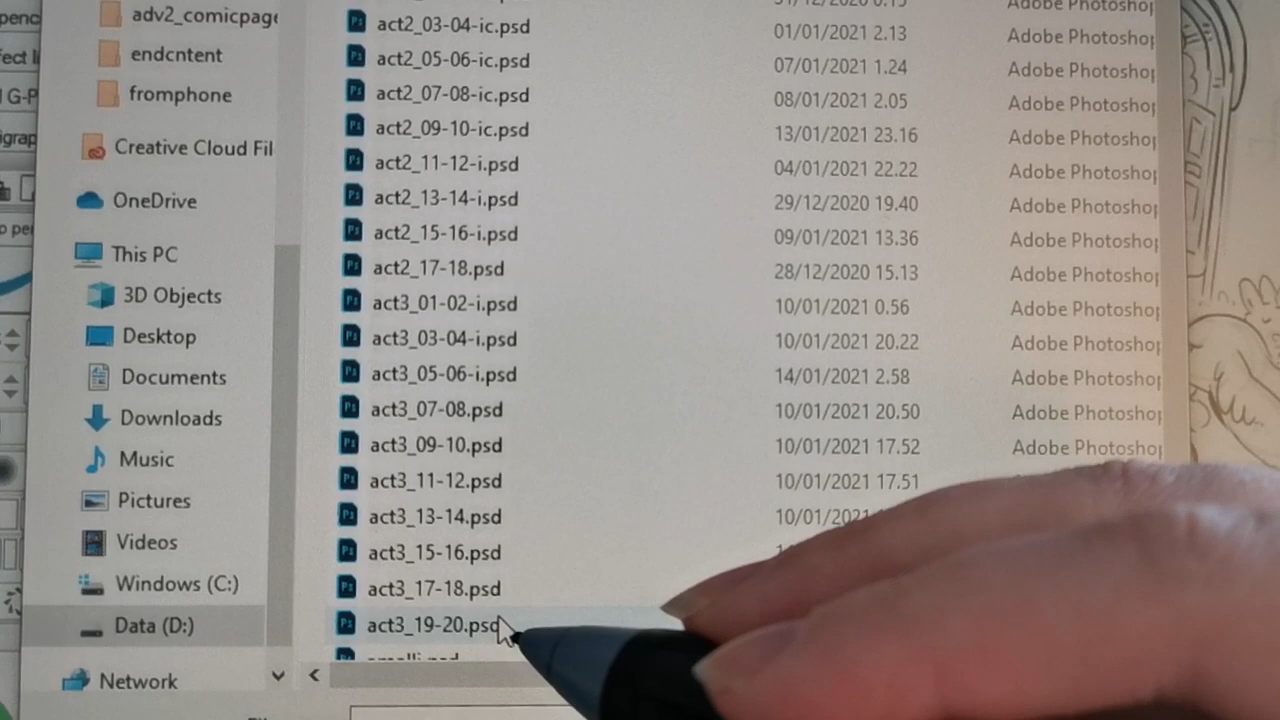 adv2_comicpage
endcntent
fromphone
Creative Cloud Fil
OneDrive
This PC
3D Objects
Desktop
Documents
Downloads
Music
Pictures
Videos
Windows (C:)
Data (D:)
Network
act2_03-04-ic.psd 01/01/2021 2.13 Adobe Photoshop
act2_05-06-ic.psd 07/01/2021 1.24 Adobe Photoshop
act2_07-08-ic.psd 08/01/2021 2.05 Adobe Photoshop
act2_09-10-ic.psd 13/01/2021 23.16 Adobe Photoshop
act2_11-12-i.psd 04/01/2021 22.22 Adobe Photoshop
act2_13-14-i.psd 29/12/2020 19.40 Adobe Photoshop
act2_15-16-i.psd 09/01/2021 13.36 Adobe Photoshop
act2_17-18.psd 28/12/2020 15.13 Adobe Photoshop
act3_01-02-i.psd 10/01/2021 0.56 Adobe Photoshop
act3_03-04-i.psd 10/01/2021 20.22 Adobe Photoshop
act3_05-06-i.psd 14/01/2021 2.58 Adobe Photoshop
act3_07-08.psd 10/01/2021 20.50 Adobe Photoshop
act3_09-10.psd 10/01/2021 17.52 Adobe Photoshop
act3_11-12.psd 10/01/2021 17.51
act3_13-14.psd 10/01/2021
act3_15-16.psd
act3_17-18.psd
act3_19-20.psd